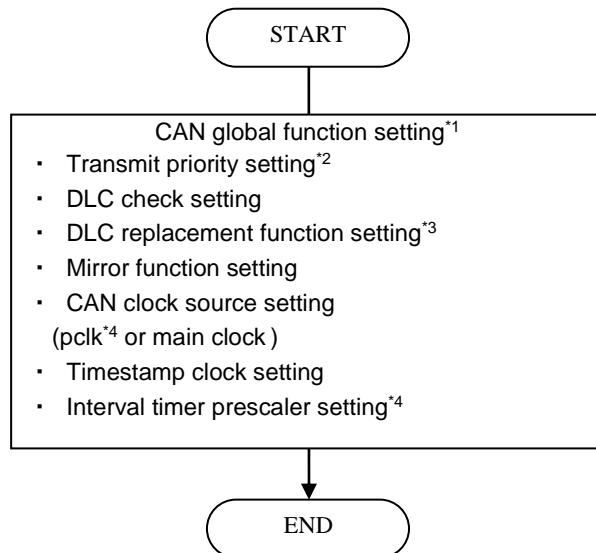 START
CAN global function setting*1
・ Transmit priority setting*2
・ DLC check setting
・ DLC replacement function setting*3
・ Mirror function setting
・ CAN clock source setting
(pclk*4 or main clock )
・ Timestamp clock setting
・ Interval timer prescaler setting*4
END